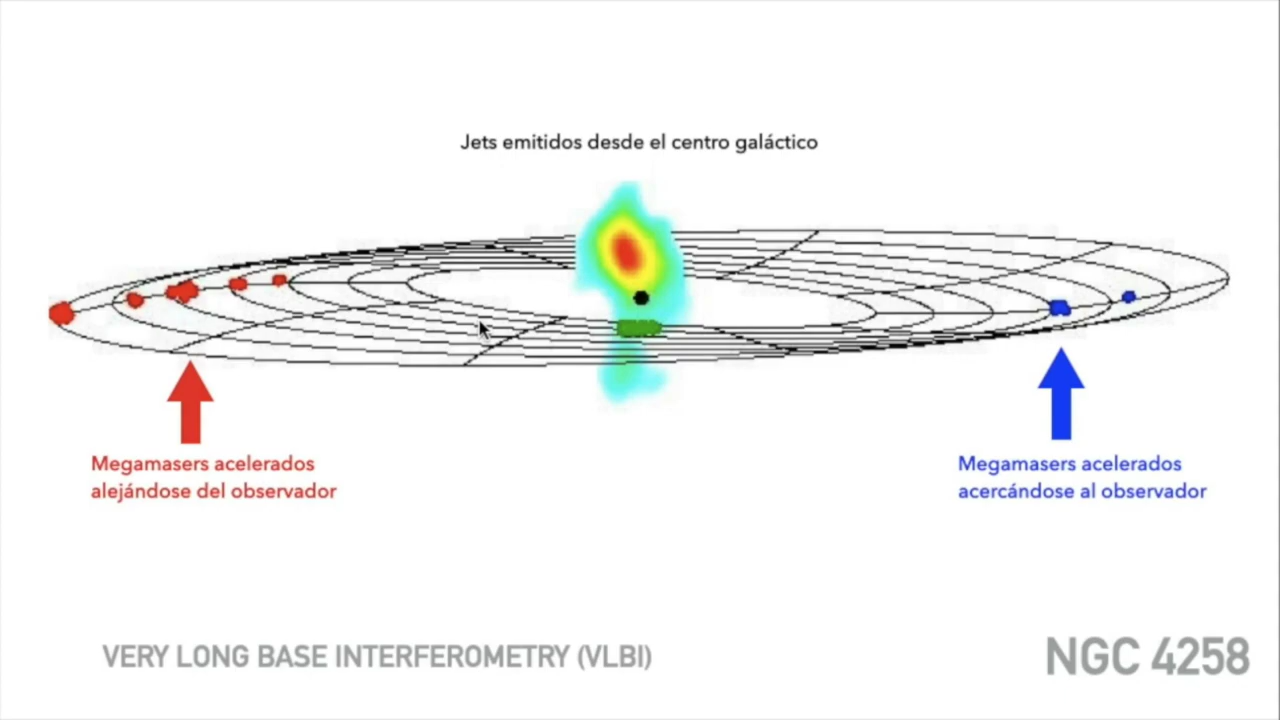 Jets emitidos desde el centro galáctico
Megamasers acelerados
alejándose del observador
Megamasers acelerados
acercándose al observador
VERY LONG BASE INTERFEROMETRY (VLBI)
NGC 4258